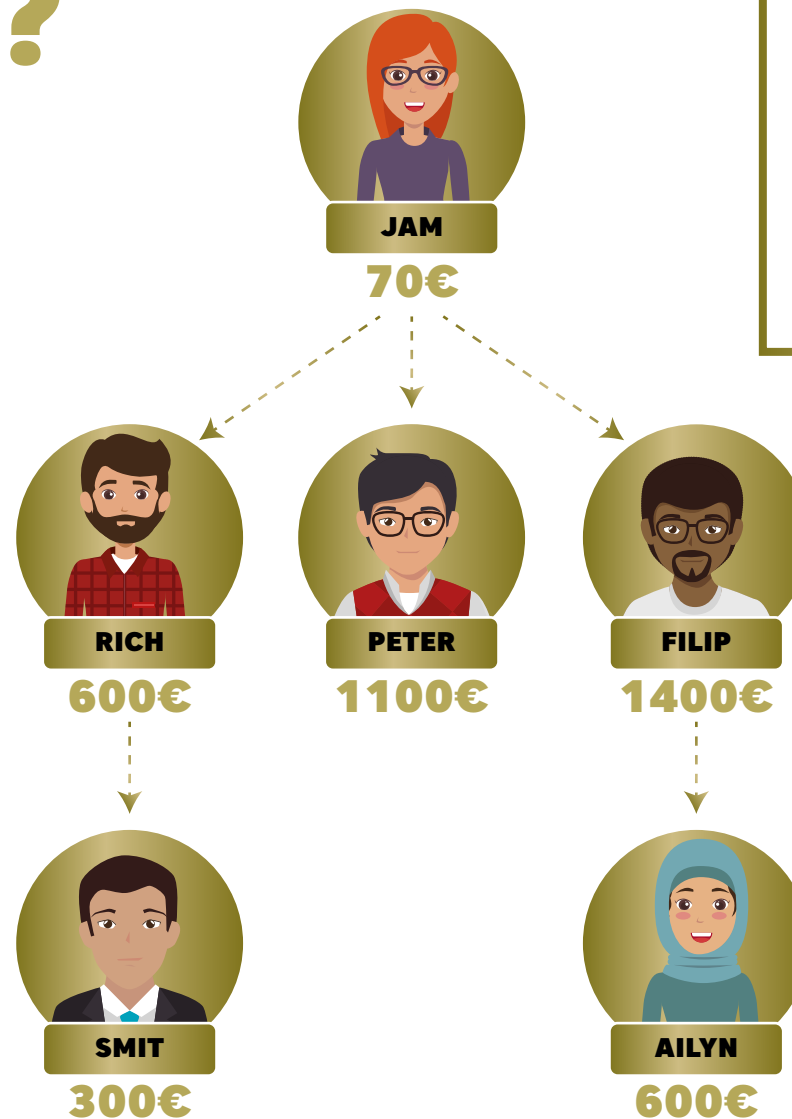 ?
JAM
70€
RICH
PETER
FILIP
600€
1100€
1400€
SMIT
AILYN
300€
600€